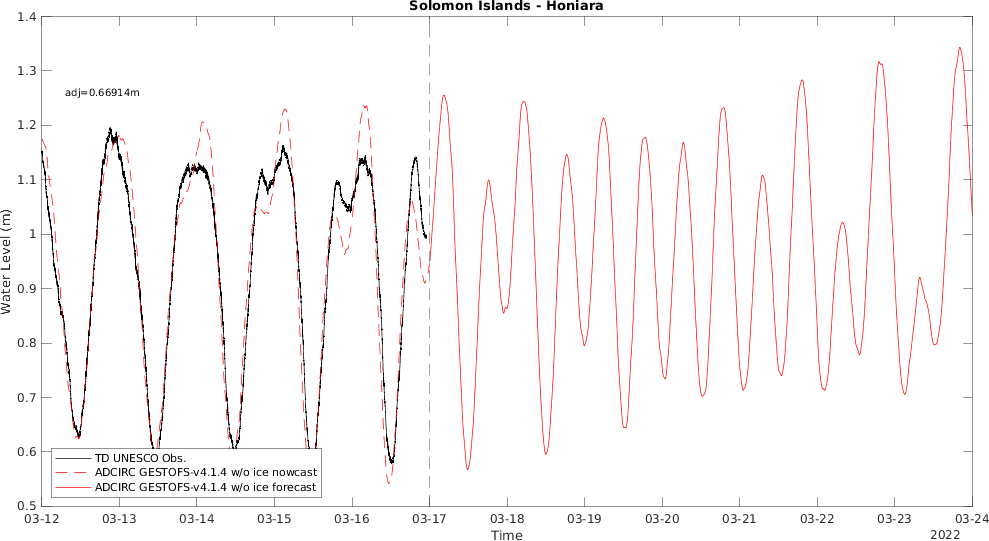 Solomon Islands - Honiara
1.4
1.3
1.2
1.1
1
0.9
0.8
0.7
0.6
0.5
Water Level (m)
adj=0.66914m
TD UNESCO Obs.
ADCIRC GESTOFS-v4.1.4 w/o ice nowcast
ADCIRC GESTOFS-v4.1.4 w/o ice forecast
03-12 03-13 03-14 03-15 03-16 03-17 03-18 03-19 03-20 03-21 03-22 03-23 03-24
Time
2022